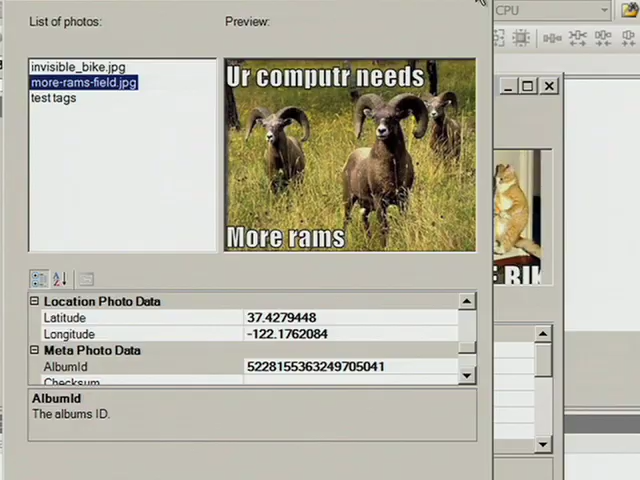 CPU
List of photos:
Preview:
invisible_bike.jpg
more-rams-field.jpg
test tags
Ur computr needs
More rams
Location Photo Data
Latitude 37.4279448
Longitude -122.1762084
Meta Photo Data
AlbumId 5228155363249705041
Checksum
AlbumId
The albums ID.